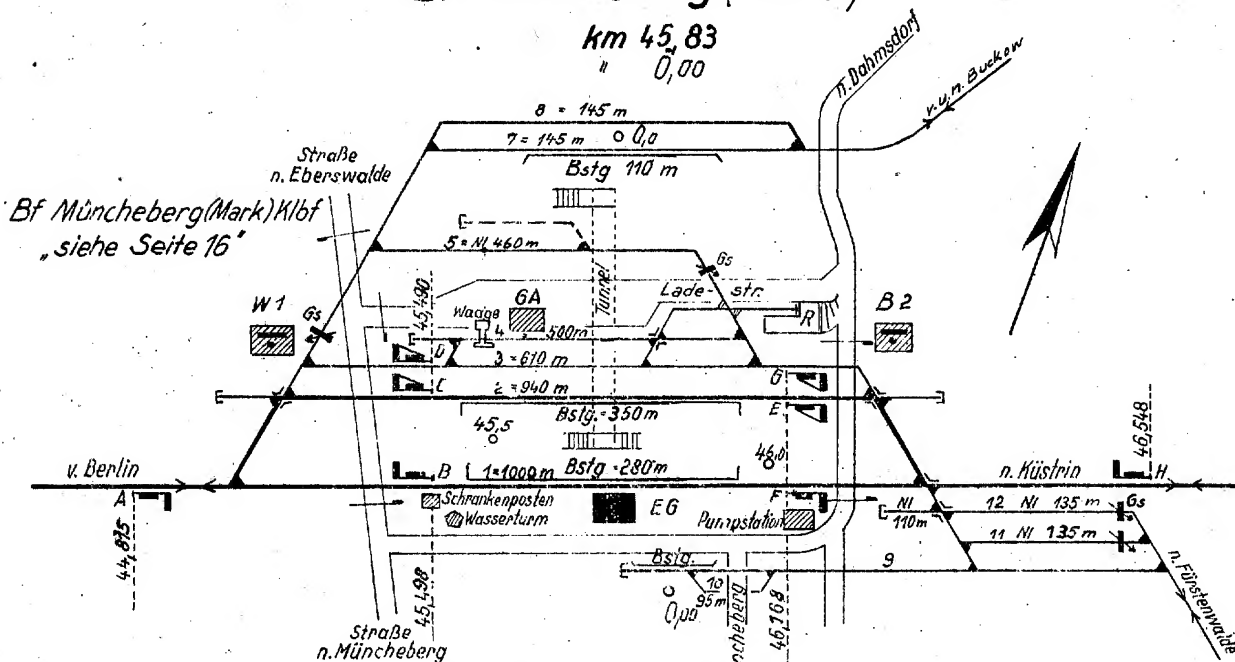 km 45,83
" 0,00
n. Dahmsdorf
v.u.n. Buckow
8 = 145 m
7 = 145 m 0,0
Straße
n. Eberswalde
Bstg 110 m
Bf Müncheberg (Mark) Klbf
„siehe Seite 16"
5 = Nl 460 m
Gs
Tunnel
Lade-str.
45,490
W 1
Gs
Waage
GA
R
B 2
4 500m
D
3 = 610 m
C
2 = 940 m
G
Bstg. = 350 m
E
45,5
46,0
46,548
v. Berlin
B
1 = 1000 m
Bstg = 280 m
n. Küstrin
H
A
Schrankenposten
Wasserturm
EG
F
Pumpstation
Nl
110m
12 Nl 135 m
Gs
11 Nl 135 m
44,875
45,498
Bstg.
9
10
95 m
0,00
46,168
n. Fürstenwalde
Straße
n. Müncheberg
ncheberg